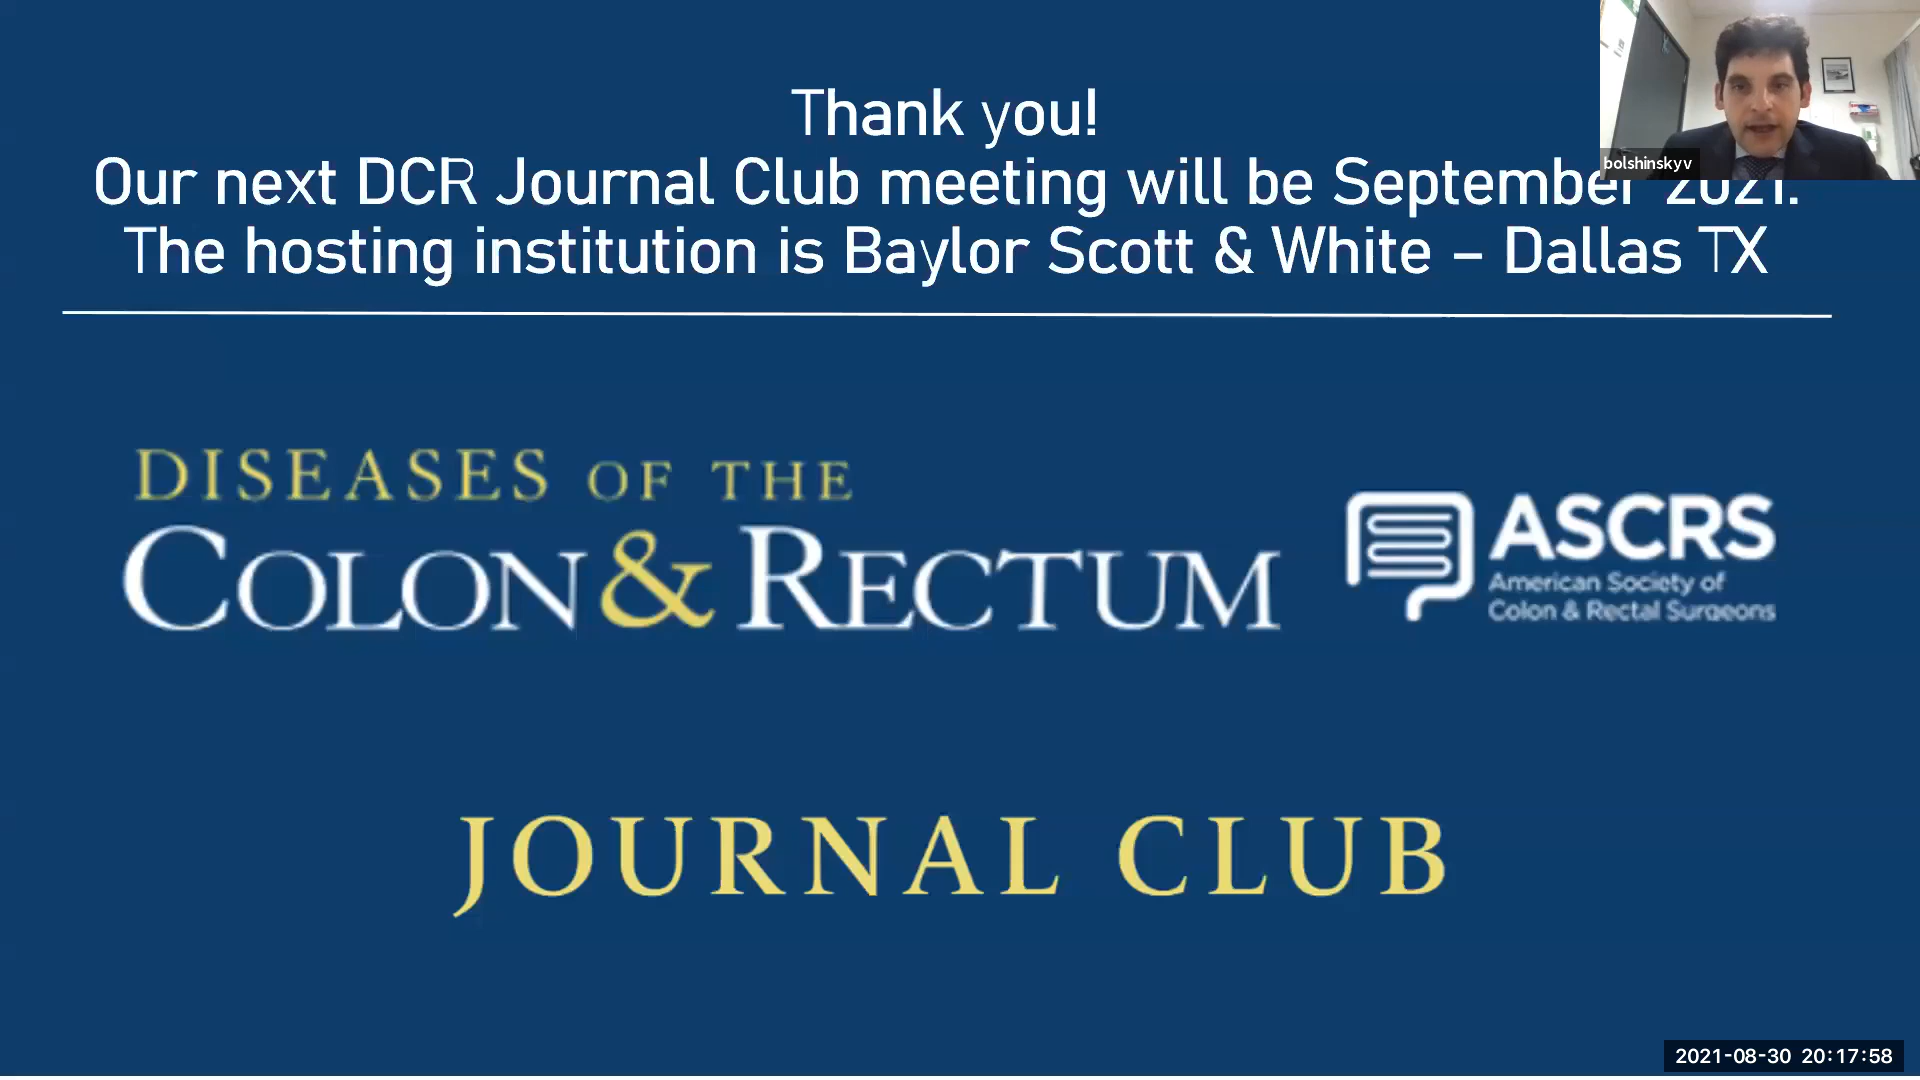 Thank you!
bolshinskyv
Our next DCR Journal Club meeting will be September 2021.
The hosting institution is Baylor Scott & White – Dallas TX
DISEASES OF THE
COLON & RECTUM
ASCRS
American Society of
Colon & Rectal Surgeons
JOURNAL CLUB
2021-08-30 20:17:58